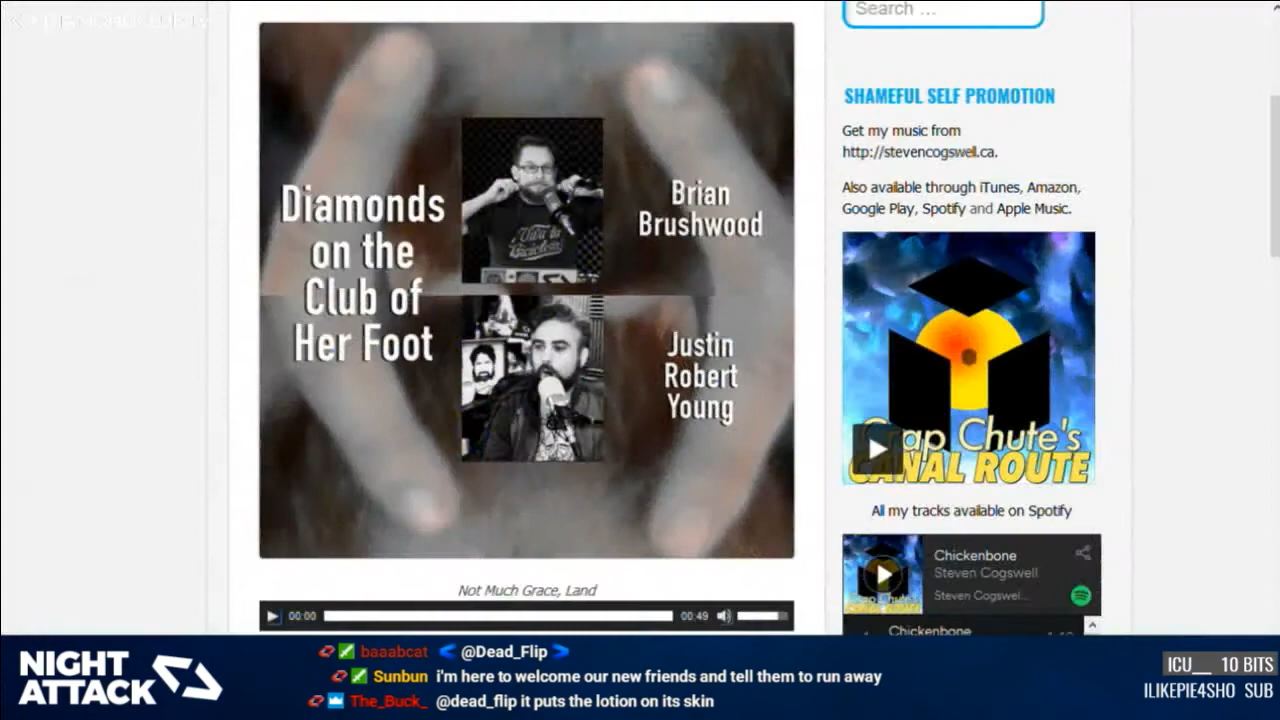 Search ...
Diamonds
on the
Club of
Her Foot
Brian
Brushwood
Justin
Robert
Young
Not Much Grace, Land
00:00
00:49
SHAMEFUL SELF PROMOTION
Get my music from
http://stevencogswell.ca.
Also available through iTunes, Amazon,
Google Play, Spotify and Apple Music.
Crap Chute's
CANAL ROUTE
All my tracks available on Spotify
Chickenbone
Steven Cogswell
Steven Cogswel...
Chickenbone
NIGHT
ATTACK
baaabcat < @Dead_Flip >
Sunbun i'm here to welcome our new friends and tell them to run away
The_Buck_ @dead_flip it puts the lotion on its skin
ICU__ 10 BITS
ILIKEPIE4SHO SUB